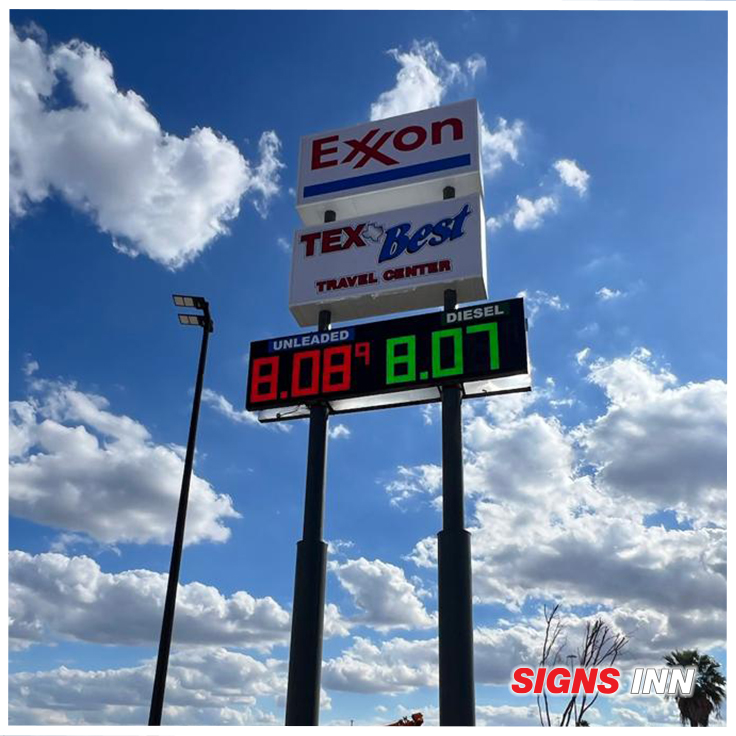 Exxon
TEX Best
TRAVEL CENTER
UNLEADED DIESEL
8.08⁹ 8.07
SIGNS INN